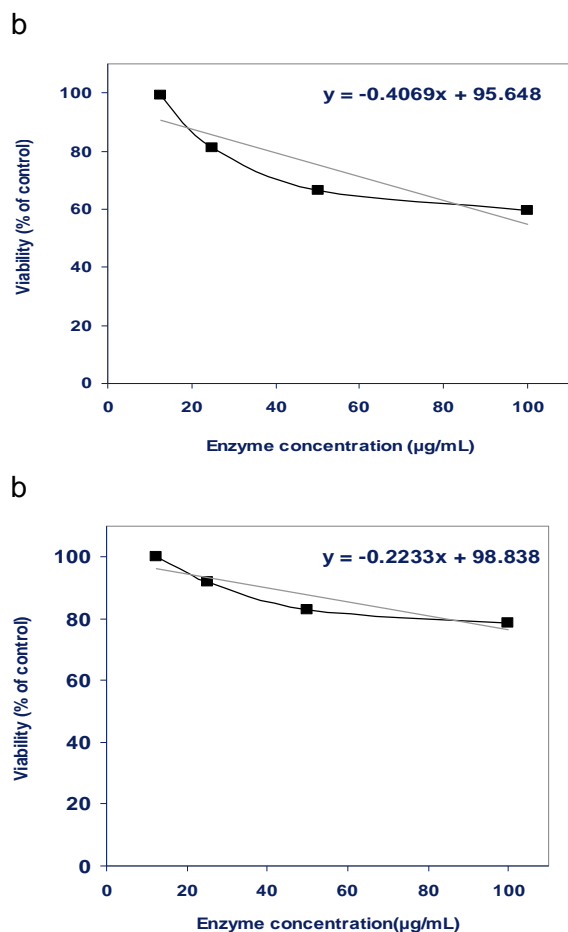 b
y = -0.4069x + 95.648
100
80
60
40
20
0
Viability (% of control)
0 20 40 60 80 100
Enzyme concentration (µg/mL)
b
y = -0.2233x + 98.838
100
80
60
40
20
0
Viability (% of control)
0 20 40 60 80 100
Enzyme concentration(µg/mL)